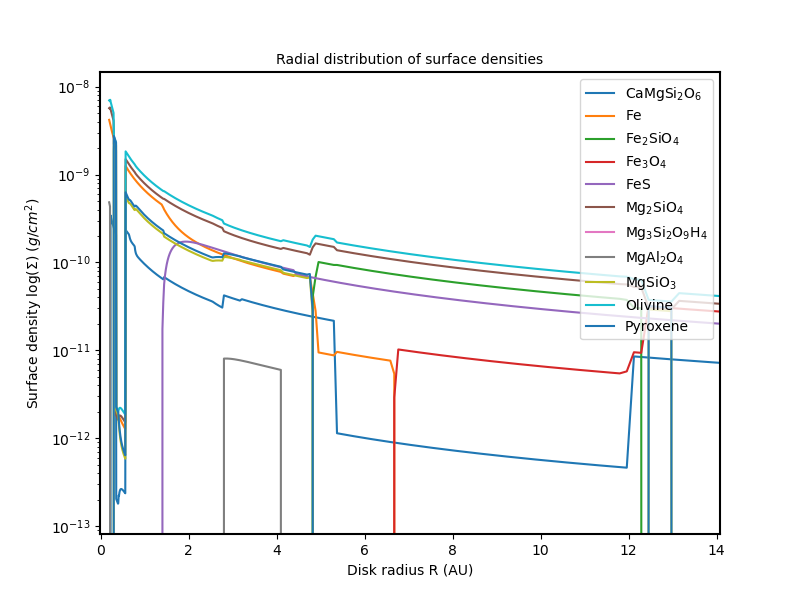 Radial distribution of surface densities
Surface density log(Σ) (g/cm²)
10⁻⁸
10⁻⁹
10⁻¹⁰
10⁻¹¹
10⁻¹²
10⁻¹³
CaMgSi₂O₆
Fe
Fe₂SiO₄
Fe₃O₄
FeS
Mg₂SiO₄
Mg₃Si₂O₉H₄
MgAl₂O₄
MgSiO₃
Olivine
Pyroxene
0 2 4 6 8 10 12 14
Disk radius R (AU)